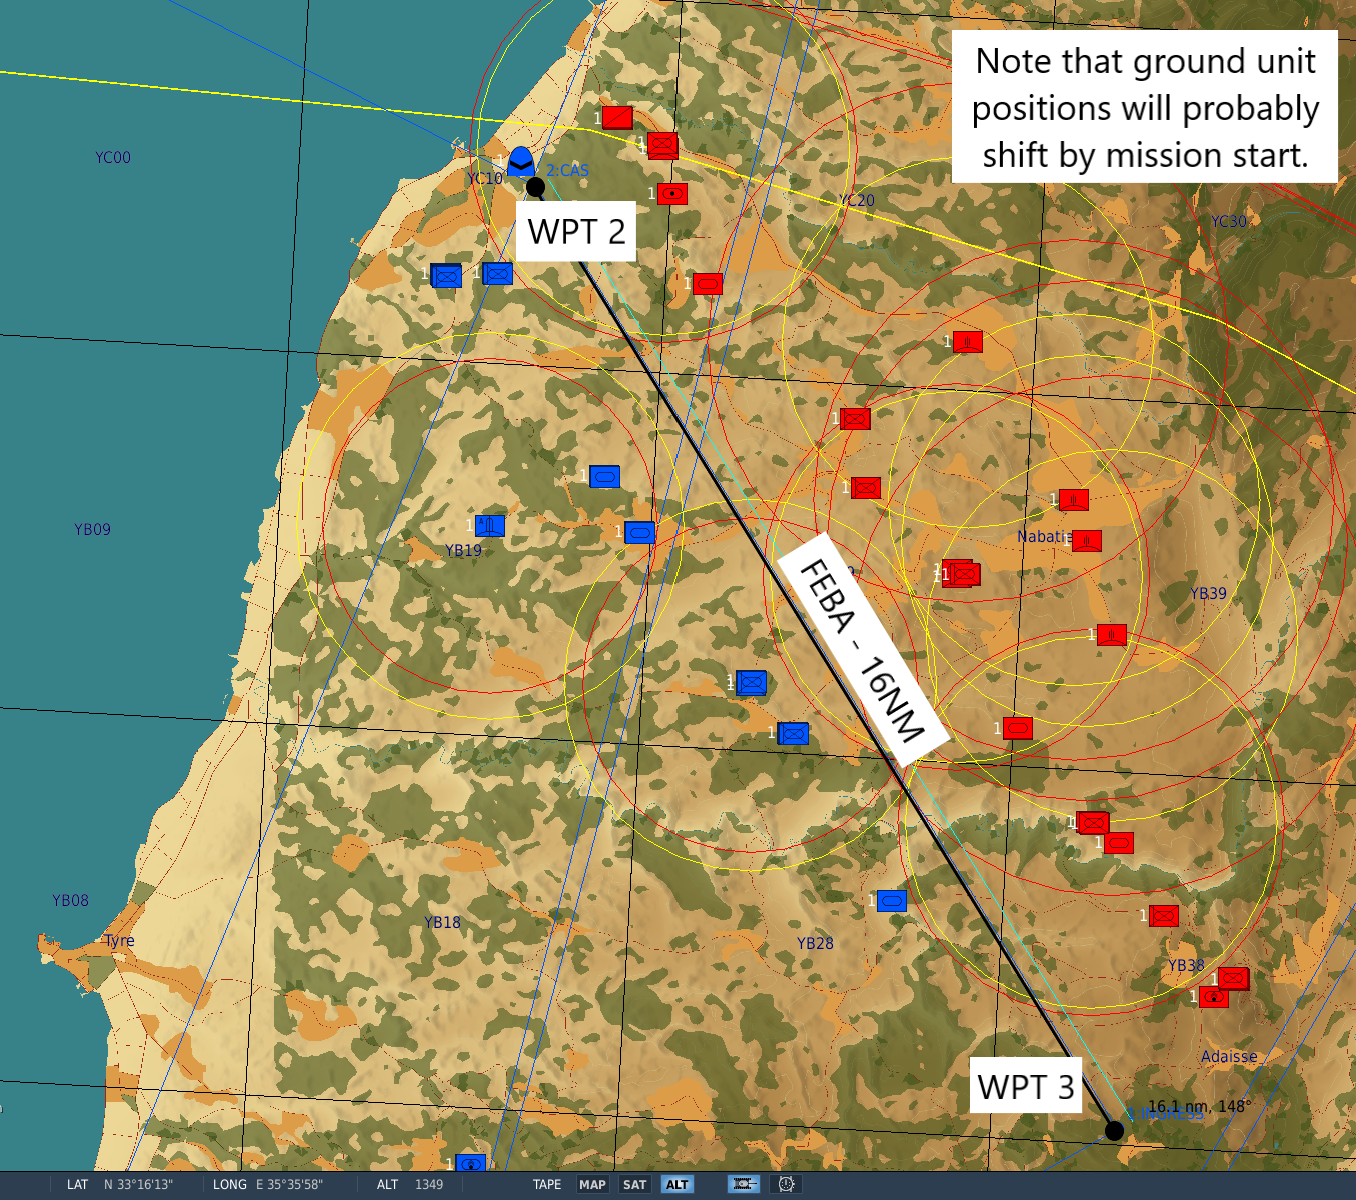 Note that ground unit
positions will probably
shift by mission start.
YC00
YC10
2:CAS
YC20
YC30
WPT 2
1
1
1
1
1
1
1
1
1
YB09
YB19
1
1
1
1
Nabatie
YB39
FEBA - 16NM
1
1
1
1
1
1
1
YB08
Tyre
YB18
YB28
1
YB38
1
1
1
Adaisse
WPT 3
16.1 nm, 148°
1
LAT N 33°16'13" LONG E 35°35'58" ALT 1349 TAPE MAP SAT ALT